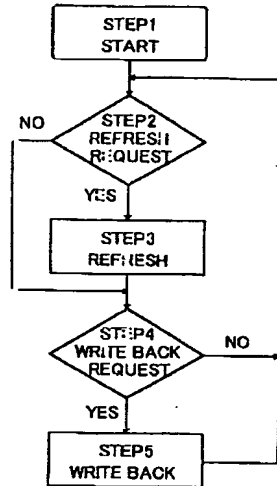 STEP1
START
STEP2
REFRESH
REQUEST
NO
YES
STEP3
REFRESH
STEP4
WRITE BACK
REQUEST
NO
YES
STEP5
WRITE BACK